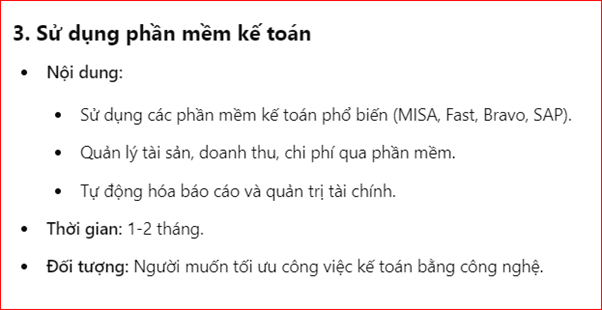 3. Sử dụng phần mềm kế toán
• Nội dung:
• Sử dụng các phần mềm kế toán phổ biến (MISA, Fast, Bravo, SAP).
• Quản lý tài sản, doanh thu, chi phí qua phần mềm.
• Tự động hóa báo cáo và quản trị tài chính.
• Thời gian: 1-2 tháng.
• Đối tượng: Người muốn tối ưu công việc kế toán bằng công nghệ.